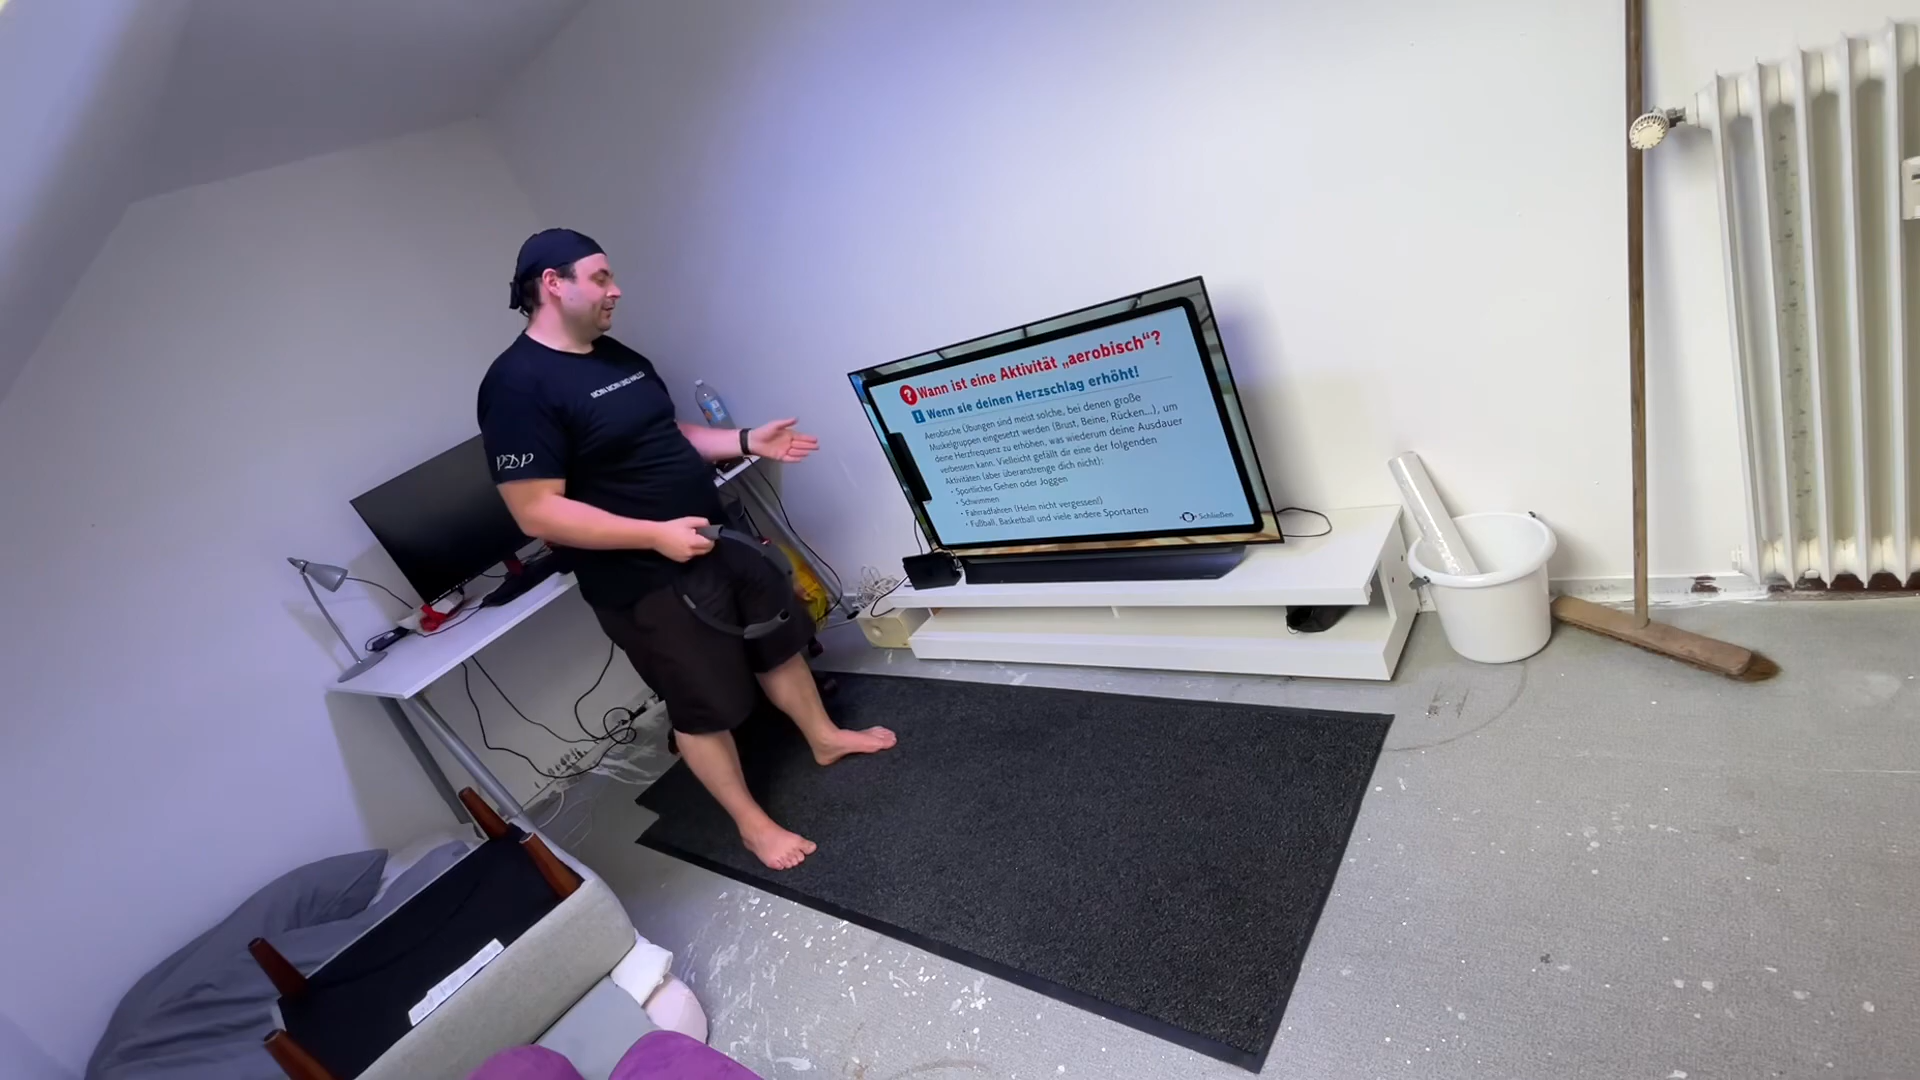 Wann ist eine Aktivität „aerobisch“?
Wenn sie deinen Herzschlag erhöht!
Aerobische Übungen sind meist solche, bei denen große
Muskelgruppen eingesetzt werden (Brust, Beine, Rücken...), um
deine Herzfrequenz zu erhöhen, was wiederum deine Ausdauer
verbessern kann. Vielleicht gefällt dir eine der folgenden
Aktivitäten (aber überanstrenge dich nicht):
• Sportliches Gehen oder Joggen
• Schwimmen
• Fahrradfahren (Helm nicht vergessen!)
• Fußball, Basketball und viele andere Sportarten
Schließen
PDP